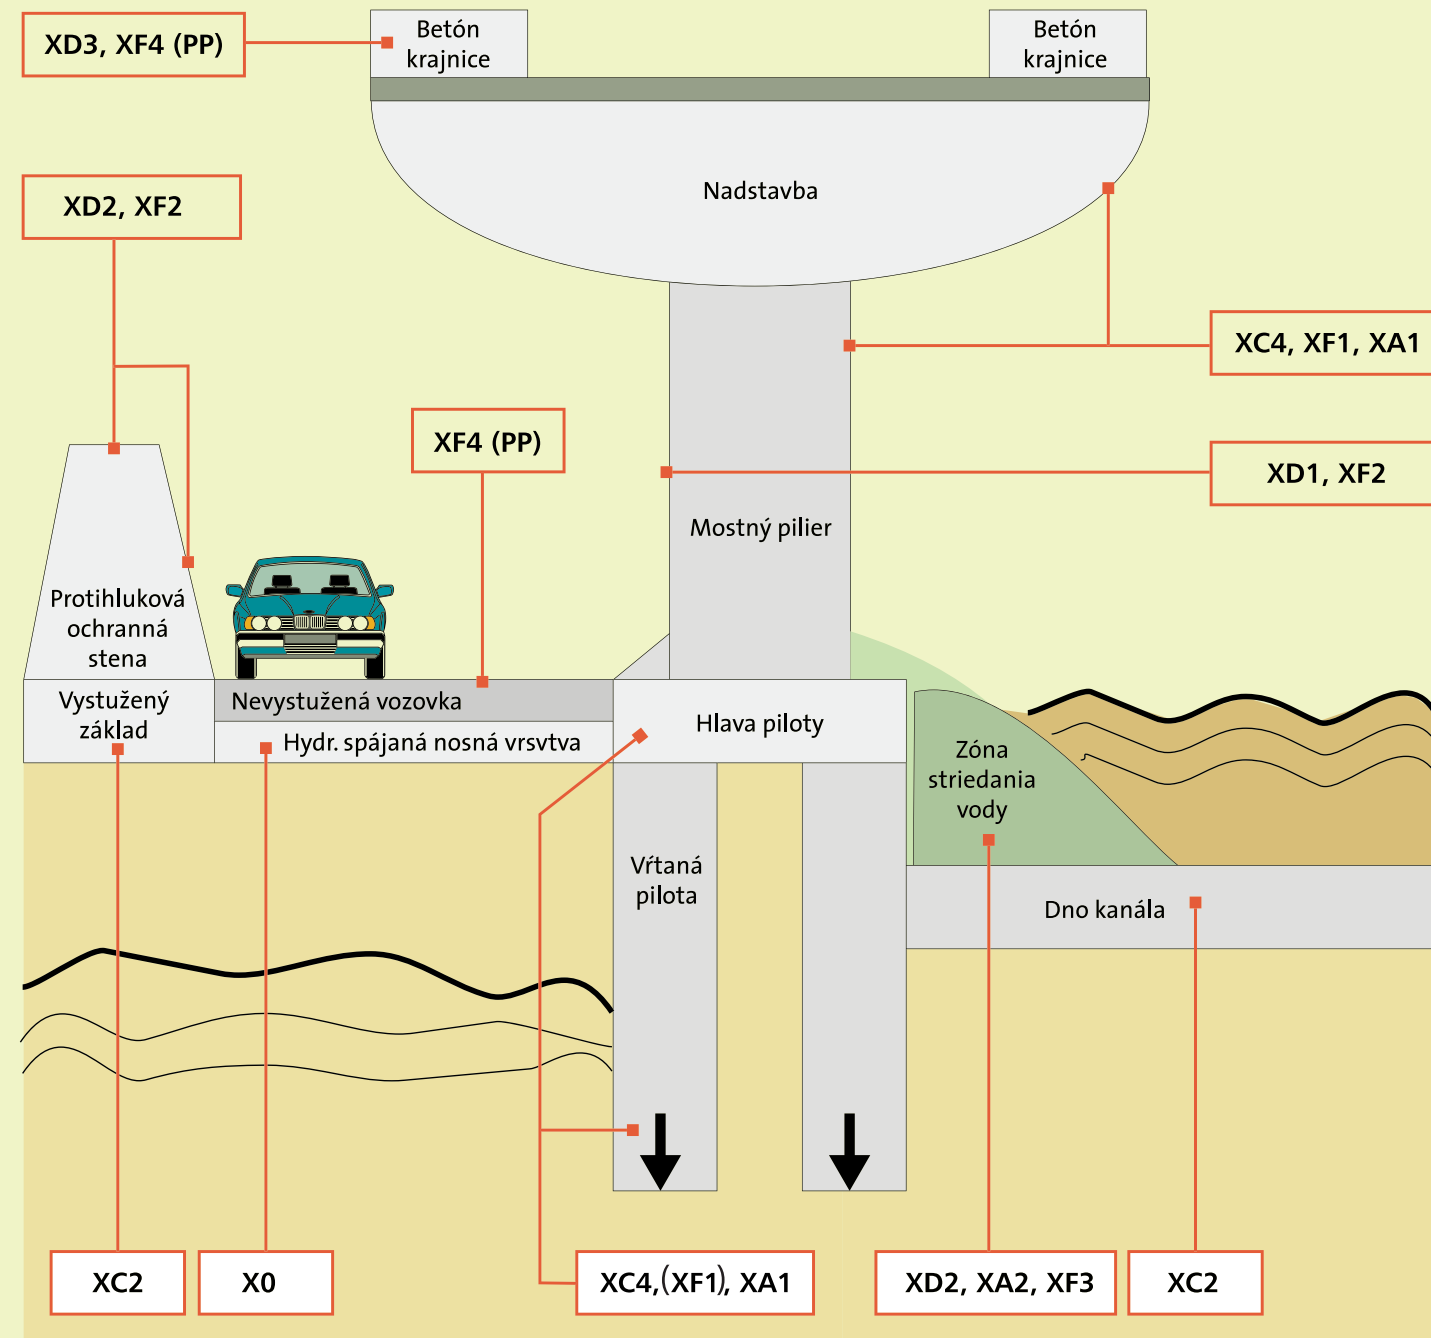 XD3, XF4 (PP)
Betón
krajnice
Betón
krajnice
Nadstavba
XD2, XF2
XC4, XF1, XA1
XF4 (PP)
XD1, XF2
Mostný pilier
Protihluková
ochranná
stena
Vystužený
základ
Nevystužená vozovka
Hydr. spájaná nosná vrsvtva
Hlava piloty
Zóna
striedania
vody
Vŕtaná
pilota
Dno kanála
XC2
X0
XC4,(XF1), XA1
XD2, XA2, XF3
XC2